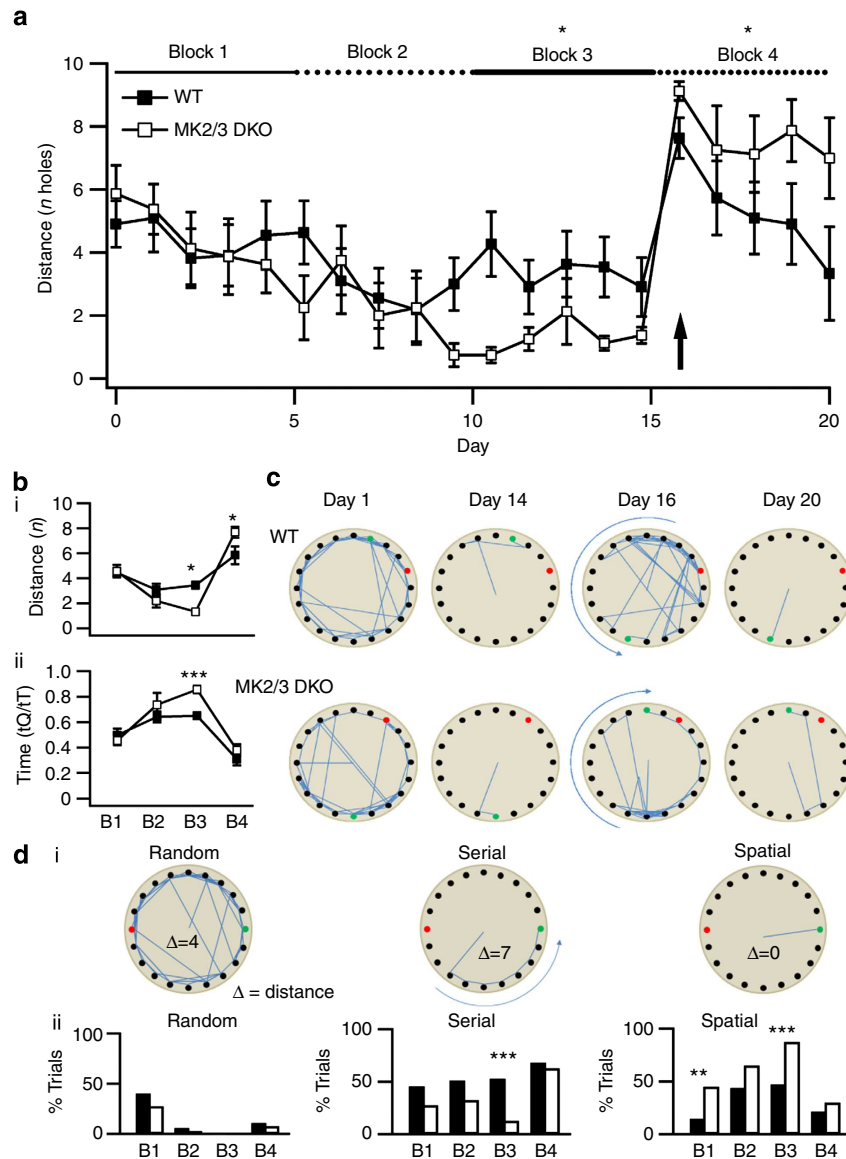 a
* *
Block 1 Block 2 Block 3 Block 4
WT
MK2/3 DKO
Distance (n holes)
10
8
6
4
2
0
0 5 10 15 20
Day
b
i
Distance (n)
10
8
6
4
2
0
* *
ii
Time (tQ/tT)
1.0
0.8
0.6
0.4
0.2
0
***
B1 B2 B3 B4
c
Day 1 Day 14 Day 16 Day 20
WT
MK2/3 DKO
d
i
Random Serial Spatial
Δ=4 Δ=7 Δ=0
Δ = distance
ii
Random Serial Spatial
% Trials
100
50
0
B1 B2 B3 B4
% Trials
100
50
0
***
B1 B2 B3 B4
% Trials
100
50
0
** ***
B1 B2 B3 B4